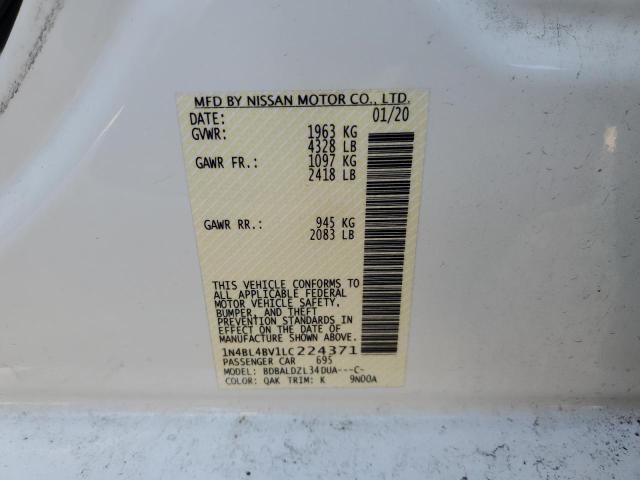 MFD BY NISSAN MOTOR CO., LTD.
DATE: 01/20
GVWR: 1963 KG
4328 LB
GAWR FR.: 1097 KG
2418 LB
GAWR RR.: 945 KG
2083 LB
THIS VEHICLE CONFORMS TO
ALL APPLICABLE FEDERAL
MOTOR VEHICLE SAFETY,
BUMPER, AND THEFT
PREVENTION STANDARDS IN
EFFECT ON THE DATE OF
MANUFACTURE SHOWN ABOVE.
1N4BL4BV1LC224371
PASSENGER CAR 695
MODEL: BDBALDZL34DUA---C-
COLOR: QAK TRIM: K 9N00A